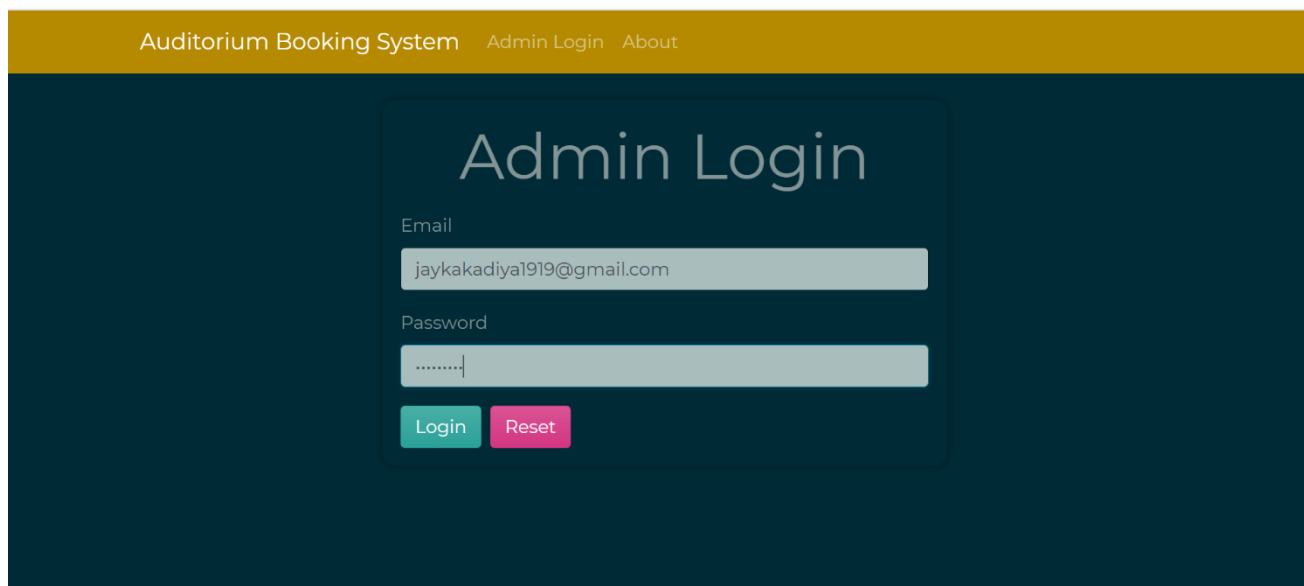 Auditorium Booking System Admin Login About
Admin Login
Email
jaykakadiya1919@gmail.com
Password
.........
Login Reset